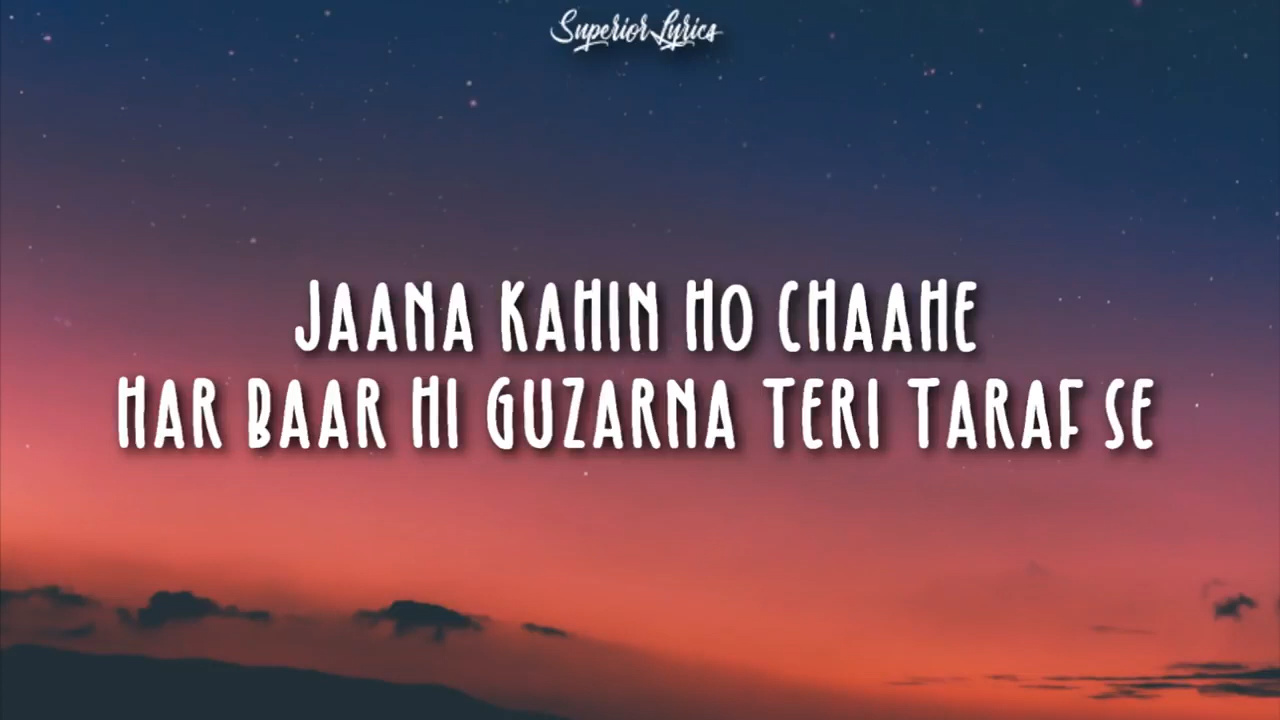 Superior Lyrics
JAANA KAHIN HO CHAAHE
HAR BAAR HI GUZARNA TERI TARAF SE